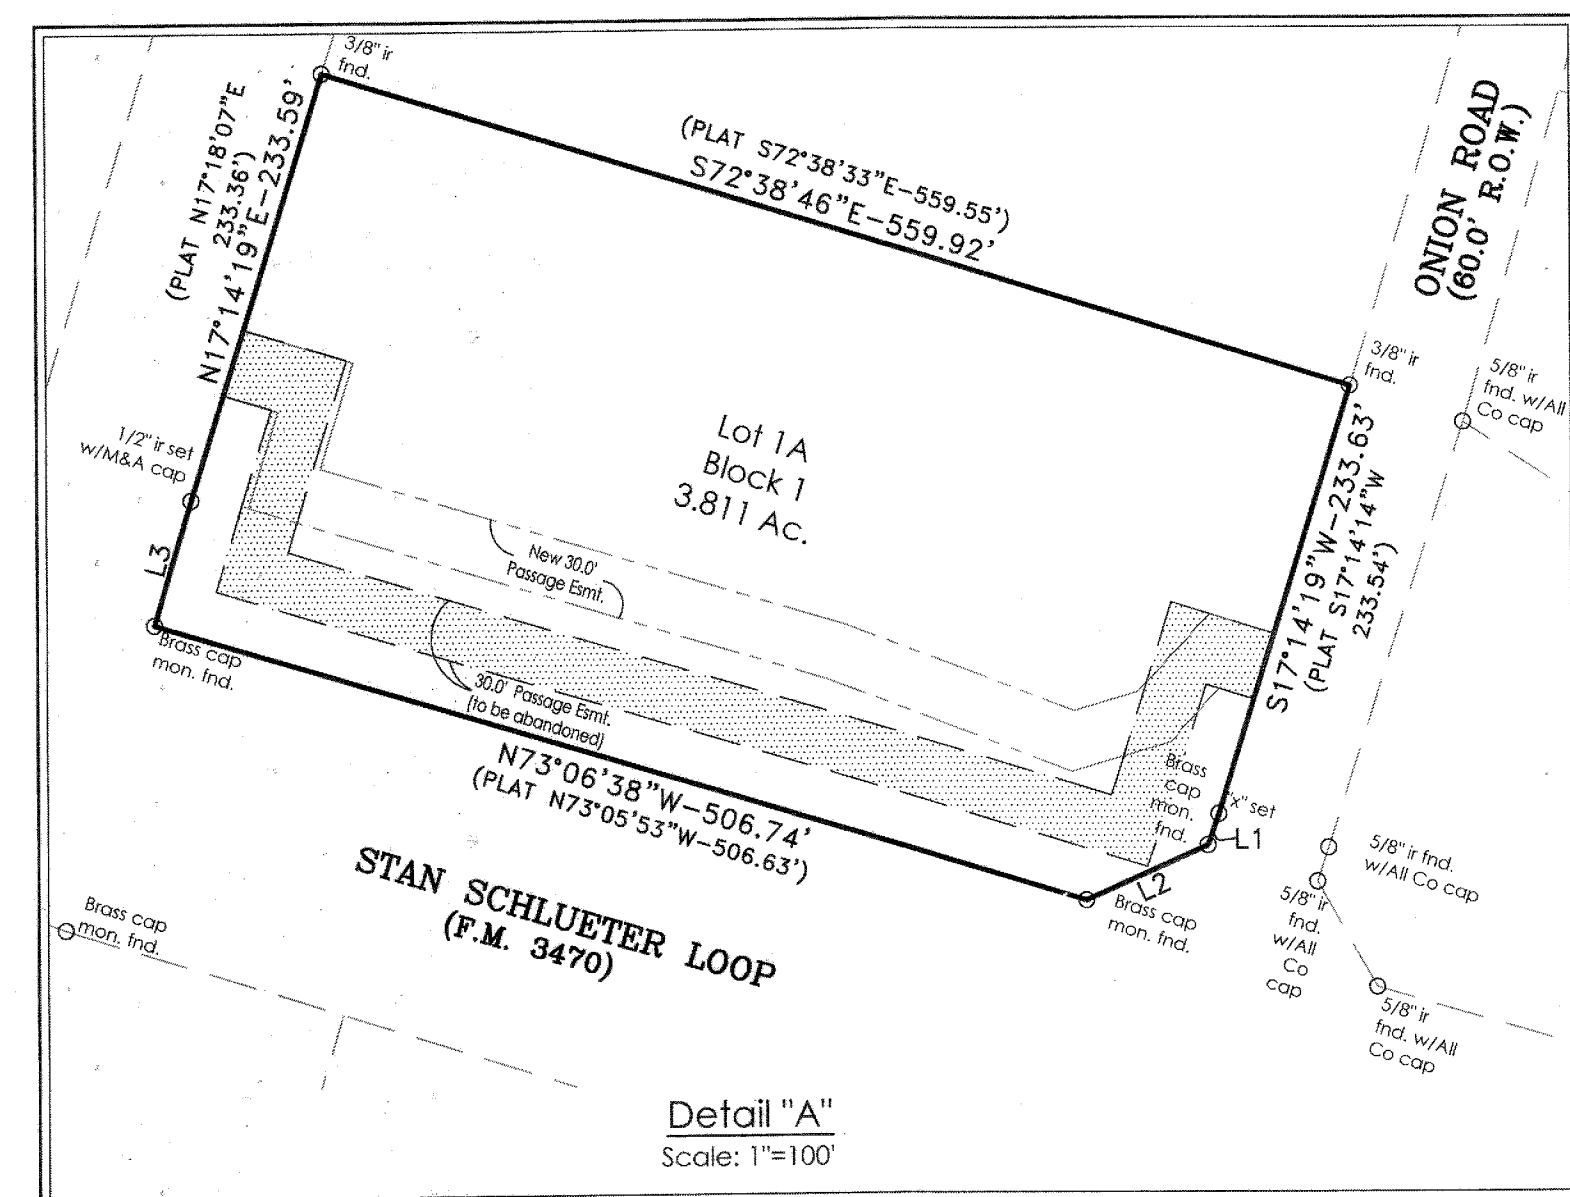 3/8" ir
fnd.
(PLAT N17°18'07"E
233.36')
N17°14'19"E-233.59'
(PLAT S72°38'33"E-559.55')
S72°38'46"E-559.92'
ONION ROAD
(60.0' R.O.W.)
3/8" ir
fnd.
5/8" ir
fnd. w/All
Co cap
1/2" ir set
w/M&A cap
Lot 1A
Block 1
3.811 Ac.
S17°14'19"W-233.63'
(PLAT S17°14'14"W
233.54')
L3
New 30.0'
Passage Esmt.
Brass cap
mon. fnd.
30.0' Passage Esmt.
(to be abandoned)
N73°06'38"W-506.74'
(PLAT N73°05'53"W-506.63')
Brass
cap
mon.
fnd.
"x" set
L1
L2
Brass cap
mon. fnd.
5/8" ir fnd.
w/All Co cap
5/8" ir
fnd.
w/All
Co
cap
5/8" ir
fnd. w/All
Co cap
STAN SCHLUETER LOOP
(F.M. 3470)
Brass cap
mon. fnd.
Detail "A"
Scale: 1"=100'